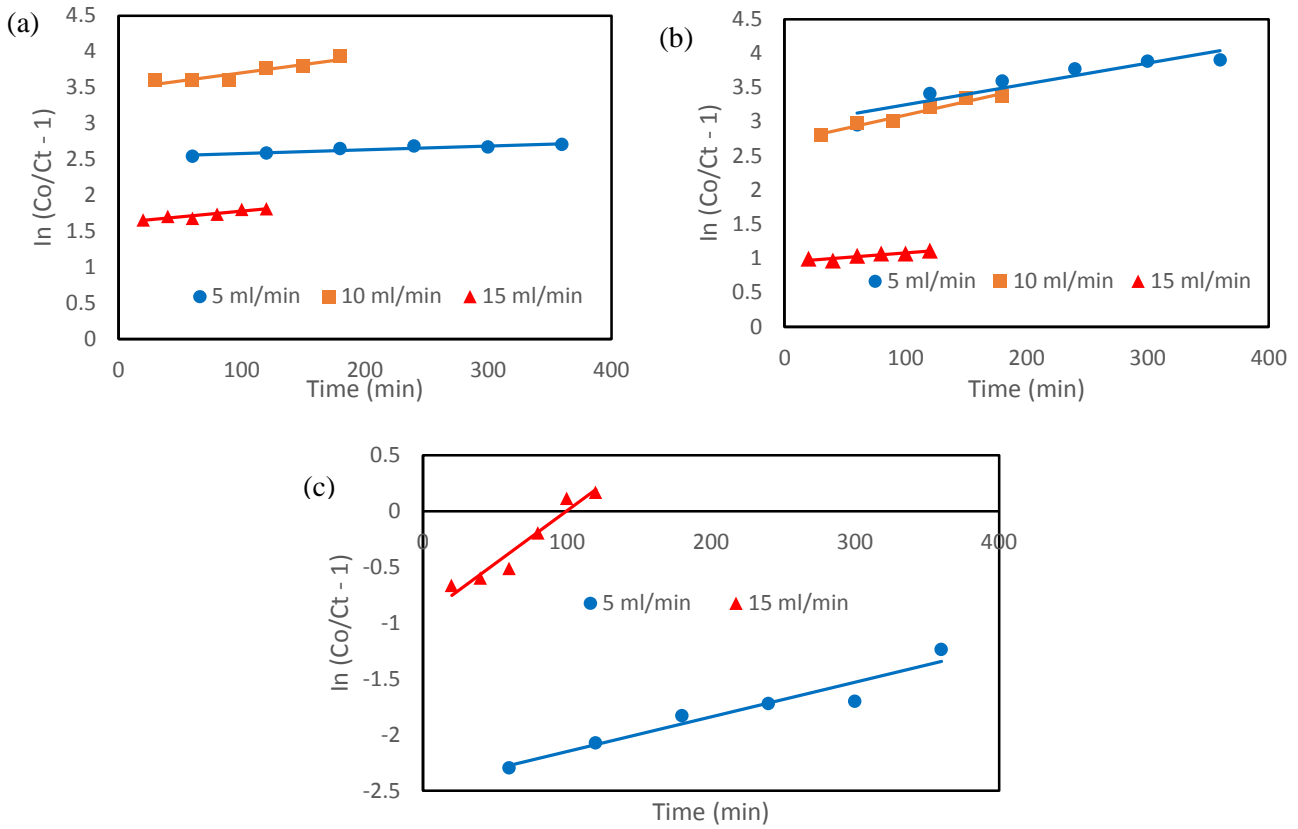 (a)
4.5
4
3.5
3
2.5
2
1.5
1
0.5
0
ln (Co/Ct - 1)
5 ml/min 10 ml/min 15 ml/min
0 100 200 300 400
Time (min)
(b)
4.5
4
3.5
3
2.5
2
1.5
1
0.5
0
ln (Co/Ct - 1)
5 ml/min 10 ml/min 15 ml/min
0 100 200 300 400
Time (min)
(c)
0.5
0
-0.5
-1
-1.5
-2
-2.5
ln (Co/Ct - 1)
0 100 200 300 400
5 ml/min 15 ml/min
Time (min)